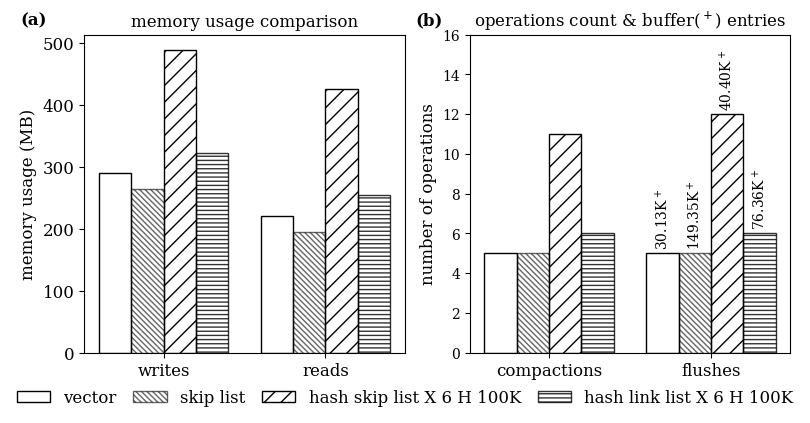 (a) memory usage comparison
memory usage (MB)
500
400
300
200
100
0
writes reads
(b) operations count & buffer(+) entries
number of operations
16
14
12
10
8
6
4
2
0
30.13K+
149.35K+
40.40K+
76.36K+
compactions flushes
vector skip list hash skip list X 6 H 100K hash link list X 6 H 100K